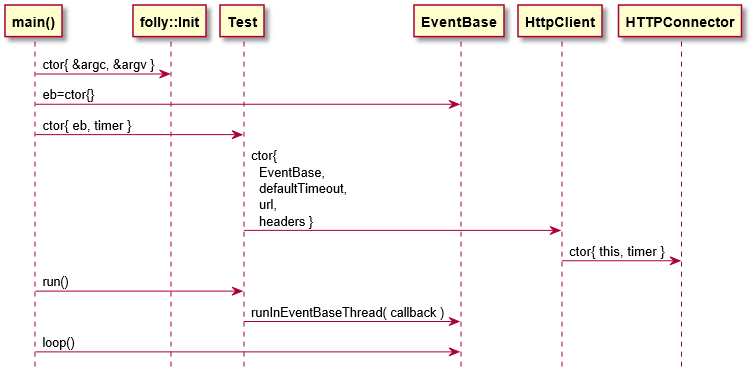 main()
folly::Init
Test
EventBase
HttpClient
HTTPConnector
ctor{ &argc, &argv }
eb=ctor{}
ctor{ eb, timer }
ctor{
EventBase,
defaultTimeout,
url,
headers }
ctor{ this, timer }
run()
runInEventBaseThread( callback )
loop()